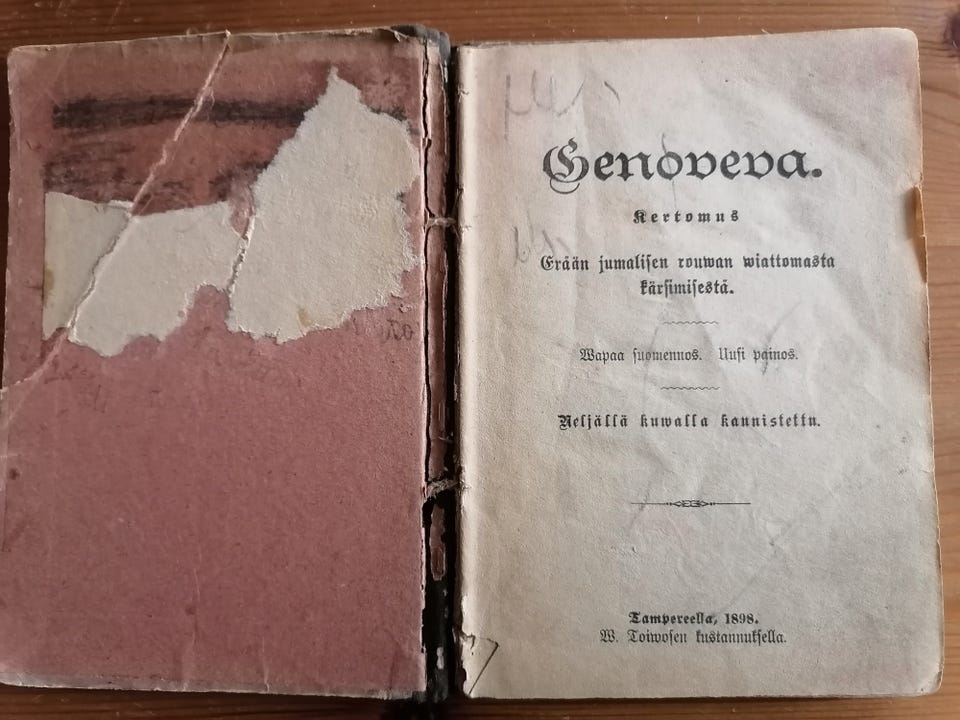 Genoveva.
Kertomus
Erään jumalisen rouwan wiattomasta
kärsimisestä.
Wapaa suomennos. Uusi painos.
Neljällä kuwalla kaunistettu.
Tampereella, 1898.
W. Toiwosen kustannuksella.